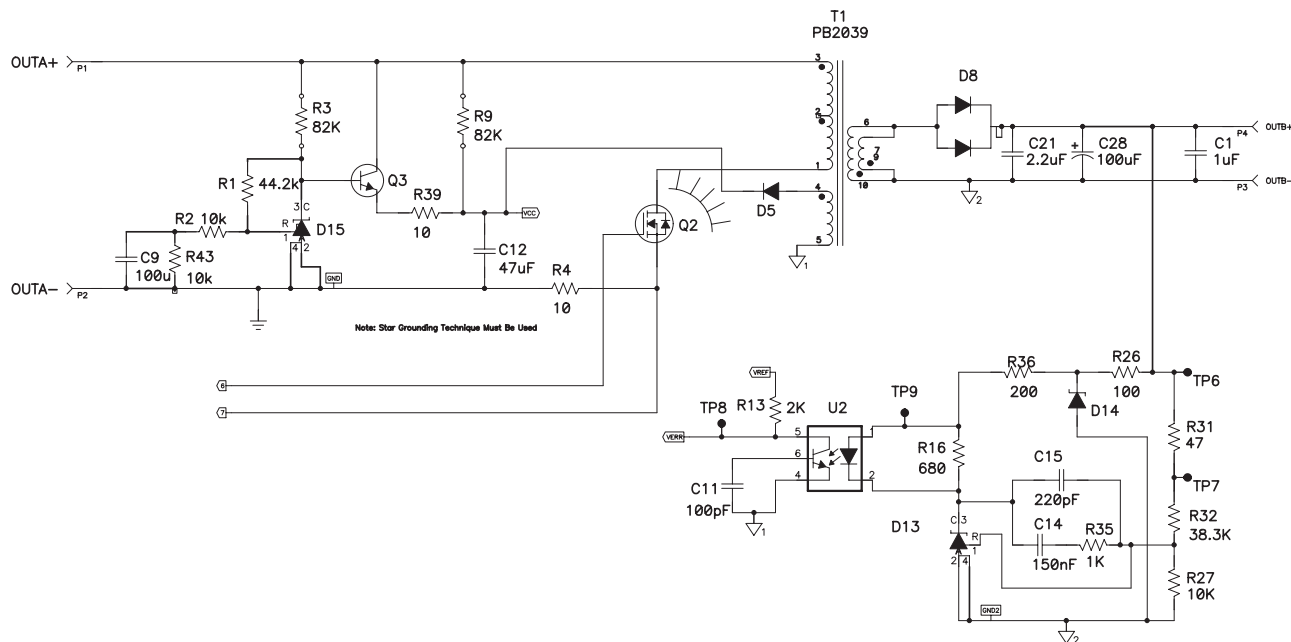 T1
PB2039
OUTA+
P1
3
D8
R3
82K
R9
82K
2
6
OUTB+
P4
7
9
C21
2.2uF
+
C28
100uF
C1
1uF
R1
44.2k
Q3
1
10
P3
OUTB-
R39
10
VCC
D5
4
2
R2
10k
3
C
R
1
D15
4
2
Q2
C9
100u
R43
10k
C12
47uF
5
1
GND
R4
10
OUTA-
P2
Note: Star Grounding Technique Must Be Used
6
7
VREF
R36
200
R26
100
TP6
R13
2K
U2
TP9
D14
TP8
VERR
5
1
R31
47
6
R16
680
4
2
C15
220pF
TP7
C11
100pF
1
D13
C
3
R
1
2
4
C14
150nF
R35
1K
R32
38.3K
R27
10K
GND2
2